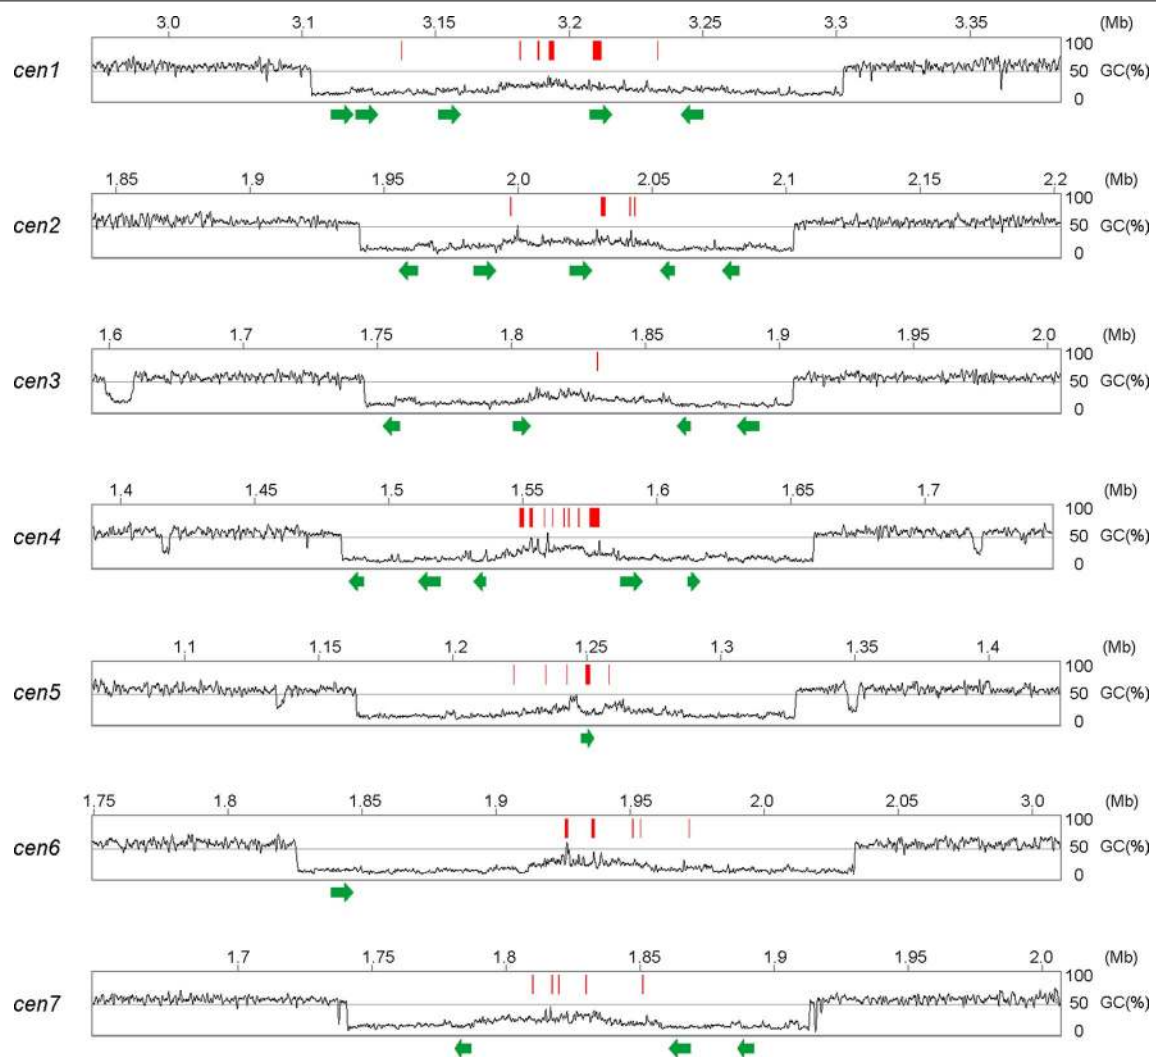 3.0 3.1 3.15 3.2 3.25 3.3 3.35 (Mb)
cen1 100 50 0 GC(%)
1.85 1.9 1.95 2.0 2.05 2.1 2.15 2.2 (Mb)
cen2 100 50 0 GC(%)
1.6 1.7 1.75 1.8 1.85 1.9 1.95 2.0 (Mb)
cen3 100 50 0 GC(%)
1.4 1.45 1.5 1.55 1.6 1.65 1.7 (Mb)
cen4 100 50 0 GC(%)
1.1 1.15 1.2 1.25 1.3 1.35 1.4 (Mb)
cen5 100 50 0 GC(%)
1.75 1.8 1.85 1.9 1.95 2.0 2.05 3.0 (Mb)
cen6 100 50 0 GC(%)
1.7 1.75 1.8 1.85 1.9 1.95 2.0 (Mb)
cen7 100 50 0 GC(%)